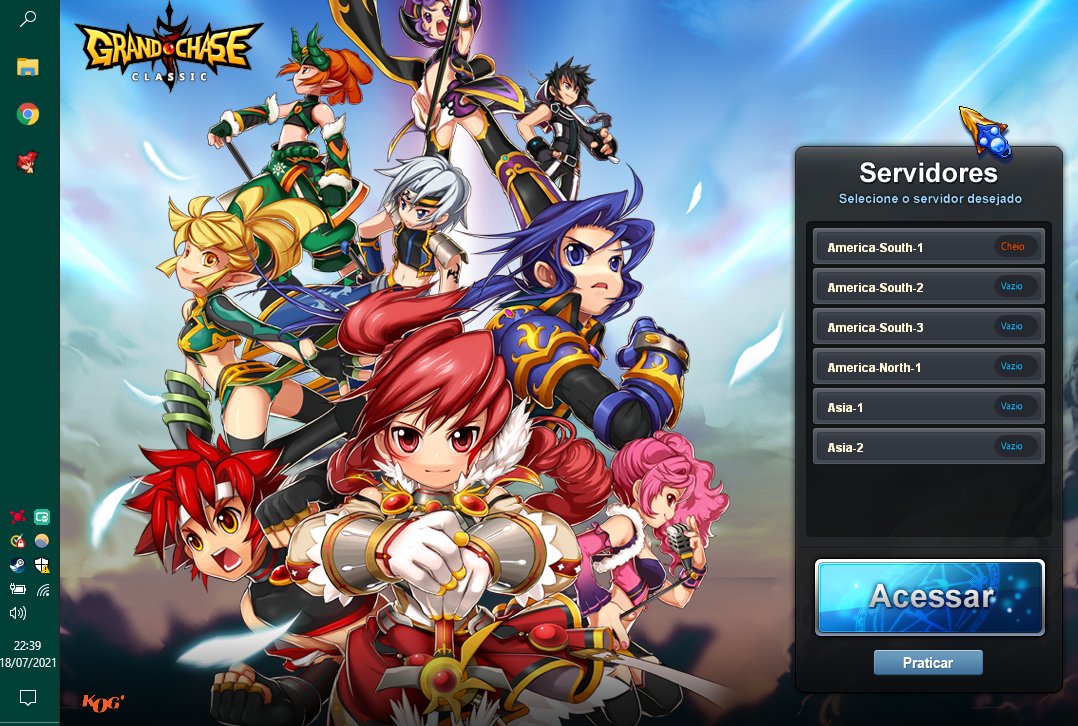 GRAND CHASE
CLASSIC
Servidores
Selecione o servidor desejado
America-South-1 Cheio
America-South-2 Vazio
America-South-3 Vazio
America-North-1 Vazio
Asia-1 Vazio
Asia-2 Vazio
Acessar
Praticar
22:39
18/07/2021
KOG'